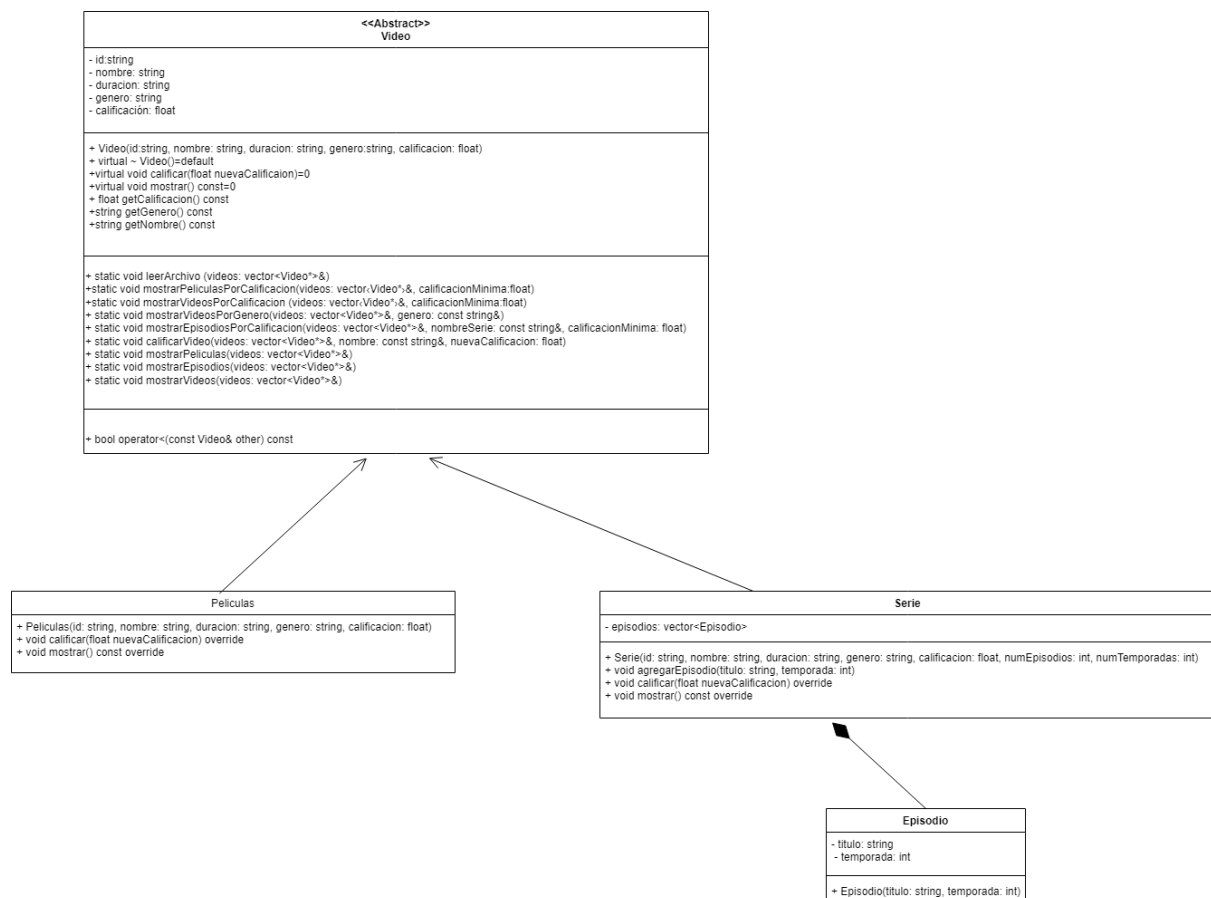 <<Abstract>>
Video
- id:string
- nombre: string
- duracion: string
- genero: string
- calificación: float
+ Video(id:string, nombre: string, duracion: string, genero:string, calificacion: float)
+ virtual ~ Video()=default
+virtual void calificar(float nuevaCalificaion)=0
+virtual void mostrar() const=0
+ float getCalificacion() const
+string getGenero() const
+string getNombre() const
+ static void leerArchivo (videos: vector<Video*>&)
+static void mostrarPeliculasPorCalificacion(videos: vector‹Video*›&, calificacionMinima:float)
+static void mostrarVideosPorCalificacion (videos: vector‹Video*›&, calificacionMinima:float)
+ static void mostrarVideosPorGenero(videos: vector<Video*>&, genero: const string&)
+ static void mostrarEpisodiosPorCalificacion(videos: vector<Video*>&, nombreSerie: const string&, calificacionMinima: float)
+ static void calificarVideo(videos: vector<Video*>&, nombre: const string&, nuevaCalificacion: float)
+ static void mostrarPeliculas(videos: vector<Video*>&)
+ static void mostrarEpisodios(videos: vector<Video*>&)
+ static void mostrarVideos(videos: vector<Video*>&)
+ bool operator<(const Video& other) const
Peliculas
+ Peliculas(id: string, nombre: string, duracion: string, genero: string, calificacion: float)
+ void calificar(float nuevaCalificacion) override
+ void mostrar() const override
Serie
- episodios: vector<Episodio>
+ Serie(id: string, nombre: string, duracion: string, genero: string, calificacion: float, numEpisodios: int, numTemporadas: int)
+ void agregarEpisodio(titulo: string, temporada: int)
+ void calificar(float nuevaCalificacion) override
+ void mostrar() const override
Episodio
- titulo: string
- temporada: int
+ Episodio(titulo: string, temporada: int)